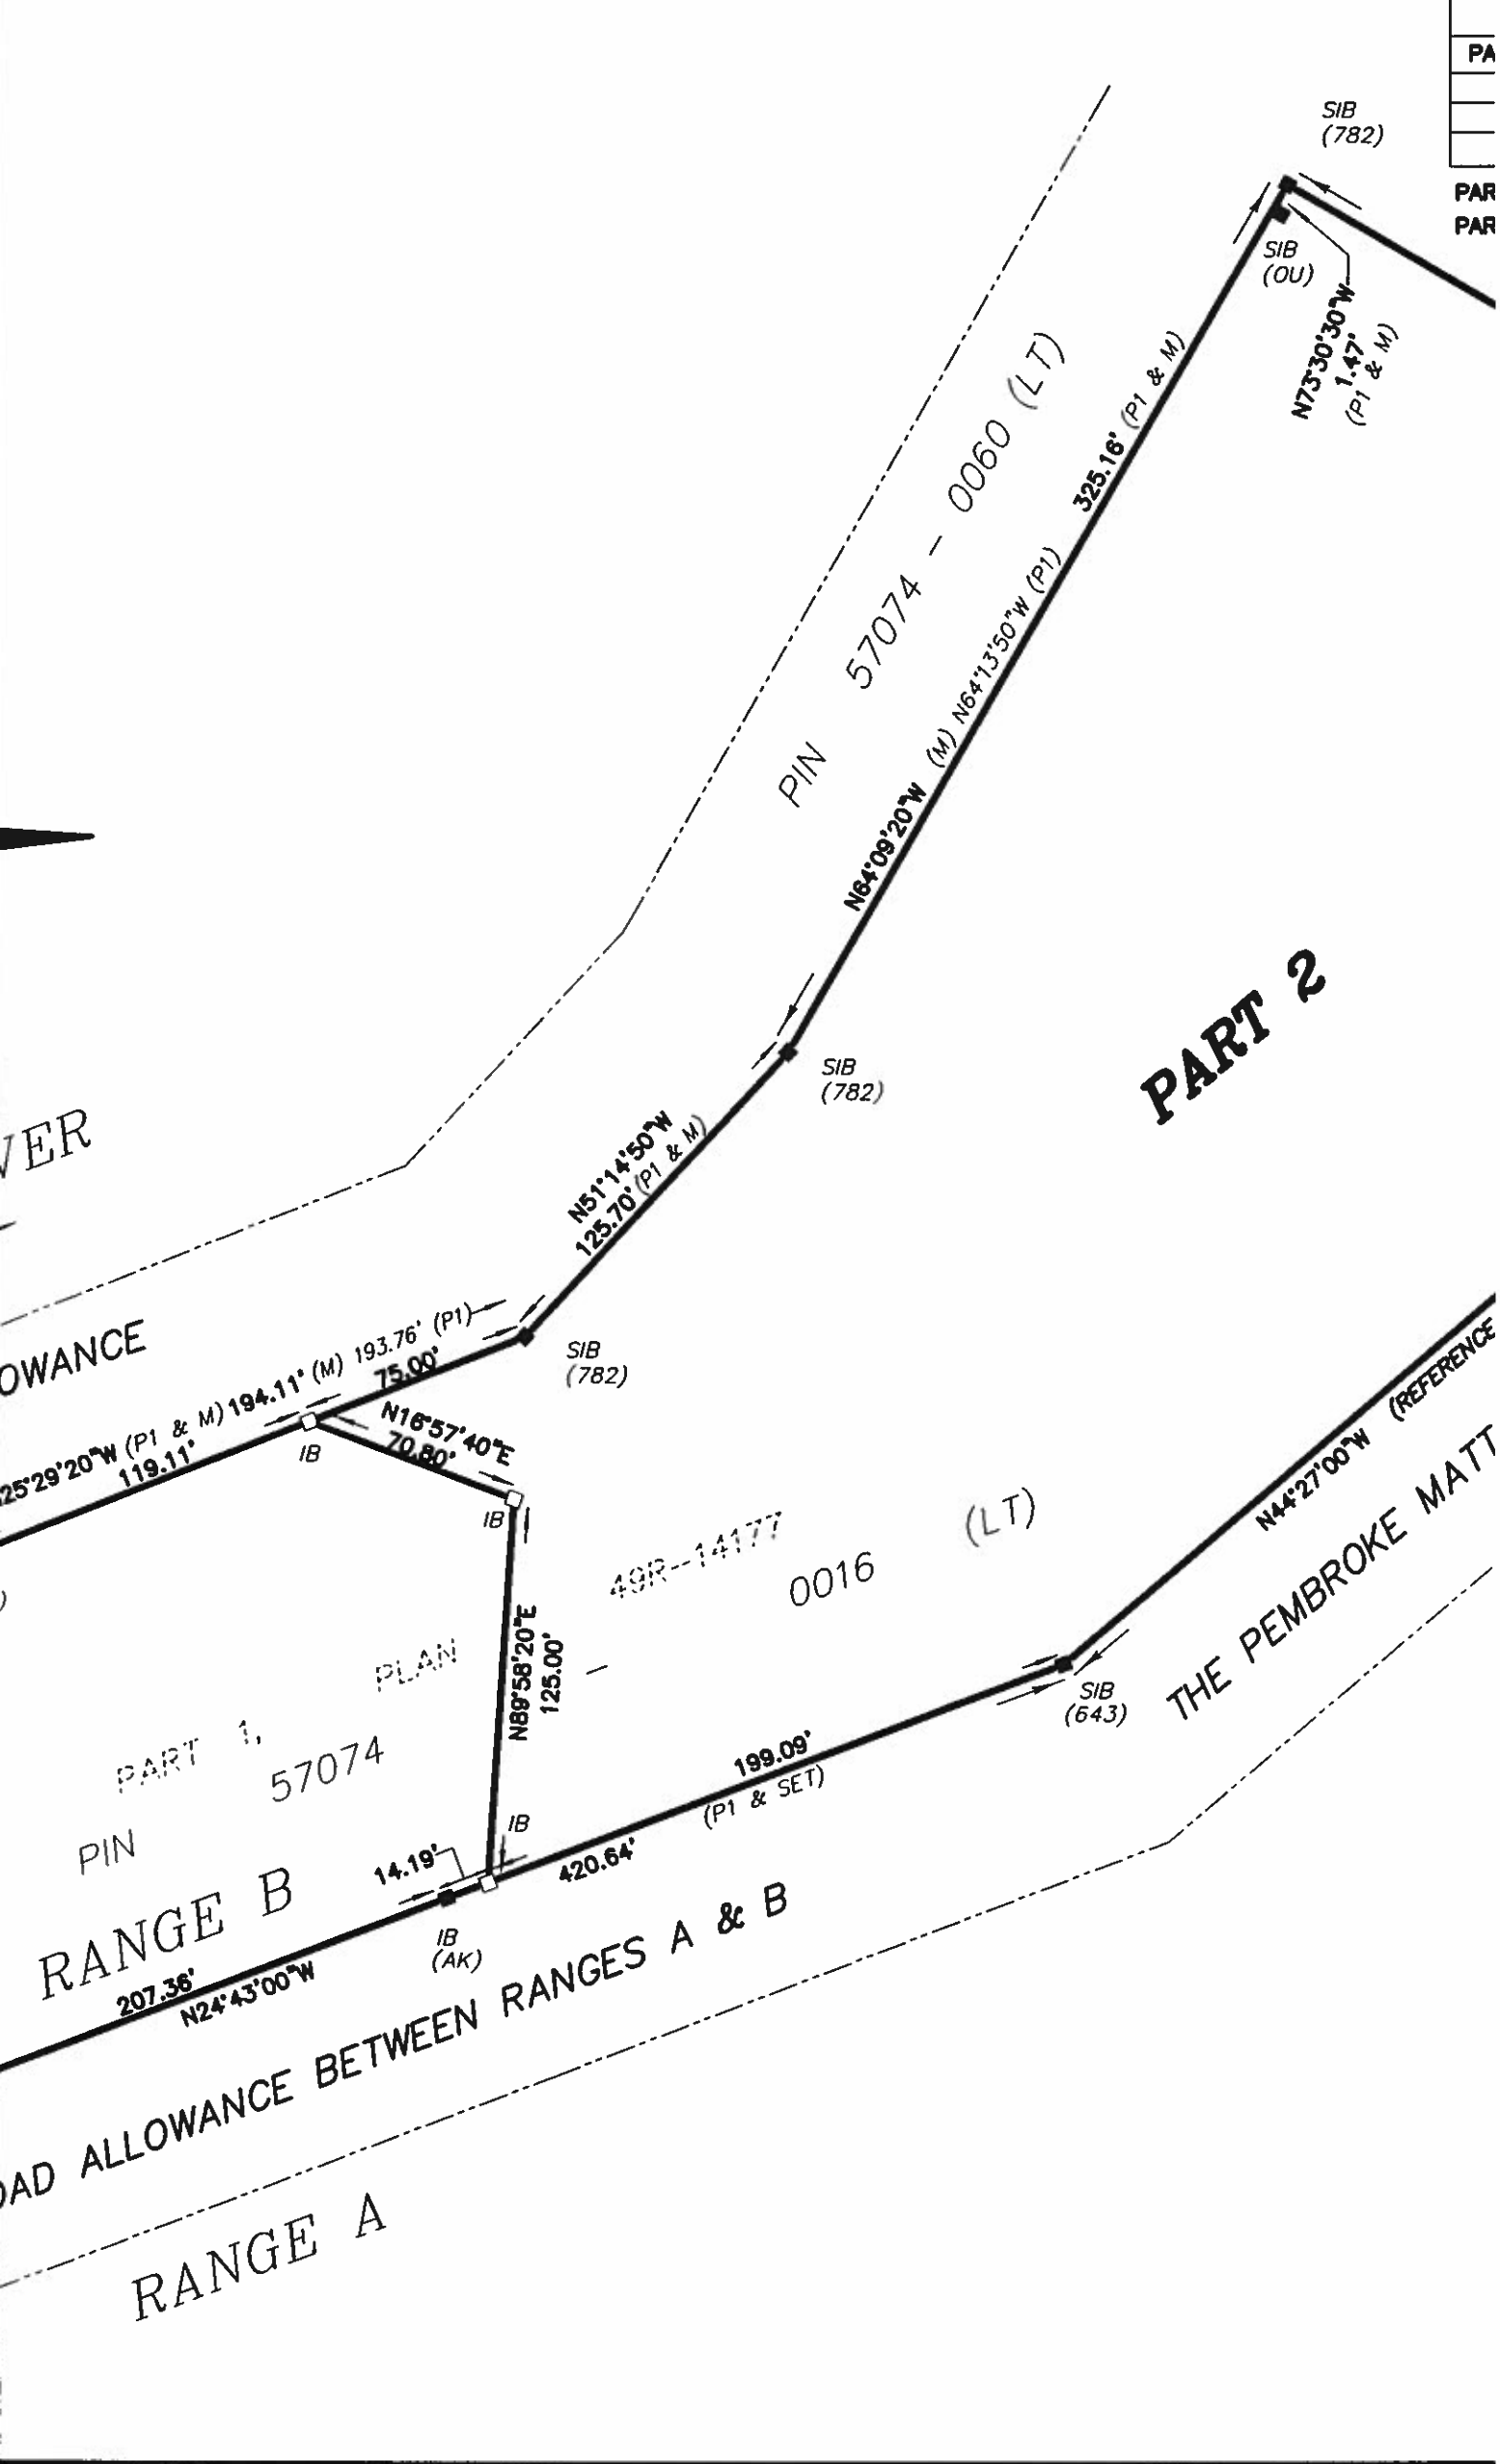 PA
SIB
(782)
PAR
PAR
SIB
(OU)
N73°30'30"W
1.47'
(P1 & M)
325.16' (P1 & M)
PIN 57074 - 0060 (LT)
N64°09'20"W (M) N64°13'50"W (P1)
PART 2
SIB
(782)
N51°14'50"W
125.70' (P1 & M)
VER
OWANCE
25°29'20"W (P1 & M) 194.11' (M) 193.76' (P1)
119.11'
75.00'
SIB
(782)
IB
N16°57'40"E
70.80'
IB
N44°27'00"W (REFERENCE
THE PEMBROKE MATT
PART 1, PLAN 49R-14177
PIN 57074 - 0016 (LT)
N89°58'20"E
125.00'
SIB
(643)
199.09'
(P1 & SET)
420.64'
IB
14.19'
IB
(AK)
RANGE B
207.36'
N24°43'00"W
OAD ALLOWANCE BETWEEN RANGES A & B
RANGE A